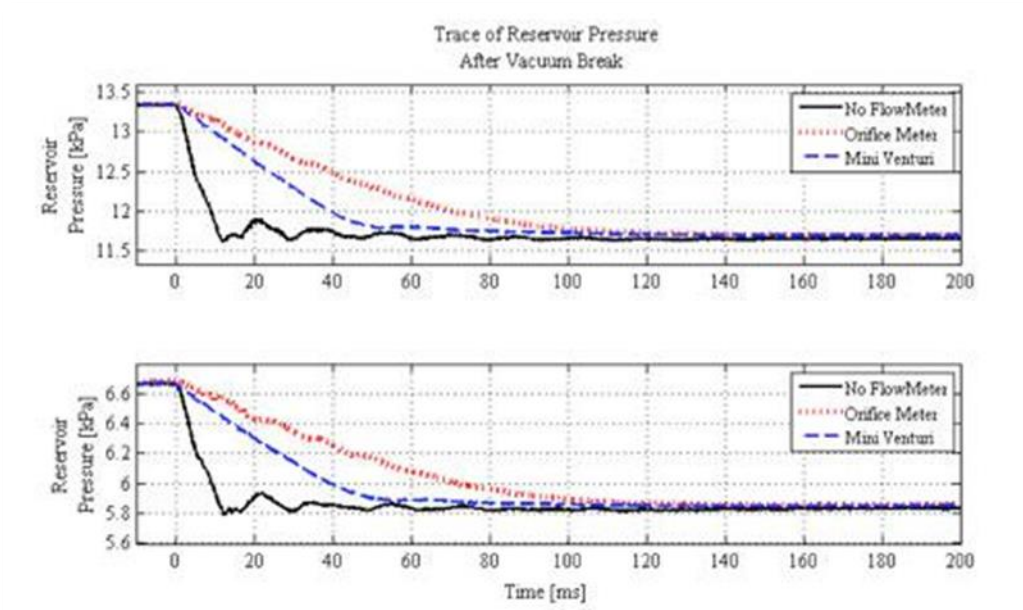 Trace of Reservoir Pressure
After Vacuum Break
Reservoir
Pressure [kPa]
13.5
13
12.5
12
11.5
No FlowMeter
Orifice Meter
Mini Venturi
0 20 40 60 80 100 120 140 160 180 200
Reservoir
Pressure [kPa]
6.6
6.4
6.2
6
5.8
5.6
No FlowMeter
Orifice Meter
Mini Venturi
0 20 40 60 80 100 120 140 160 180 200
Time [ms]